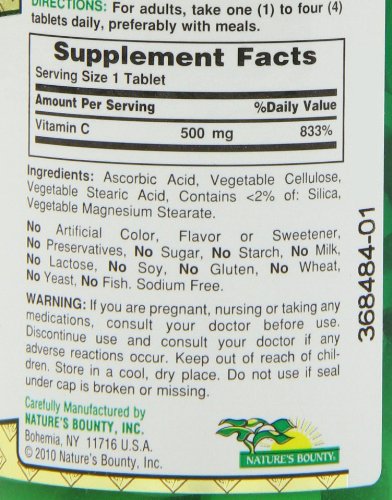 DIRECTIONS: For adults, take one (1) to four (4)
tablets daily, preferably with meals.
Supplement Facts
Serving Size 1 Tablet
Amount Per Serving %Daily Value
Vitamin C 500 mg 833%
Ingredients: Ascorbic Acid, Vegetable Cellulose,
Vegetable Stearic Acid, Contains <2% of: Silica,
Vegetable Magnesium Stearate.
No Artificial Color, Flavor or Sweetener,
No Preservatives, No Sugar, No Starch, No Milk,
No Lactose, No Soy, No Gluten, No Wheat,
No Yeast, No Fish. Sodium Free.
WARNING: If you are pregnant, nursing or taking any
medications, consult your doctor before use.
Discontinue use and consult your doctor if any
adverse reactions occur. Keep out of reach of chil-
dren. Store in a cool, dry place. Do not use if seal
under cap is broken or missing.
Carefully Manufactured by
NATURE'S BOUNTY, INC.
Bohemia, NY 11716 U.S.A.
© 2010 Nature's Bounty, Inc.
NATURE'S BOUNTY
368484-01